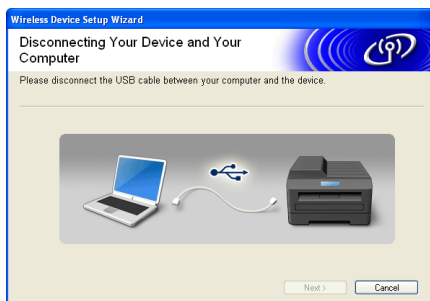 Wireless Device Setup Wizard
Disconnecting Your Device and Your
Computer
Please disconnect the USB cable between your computer and the device.
Next >
Cancel